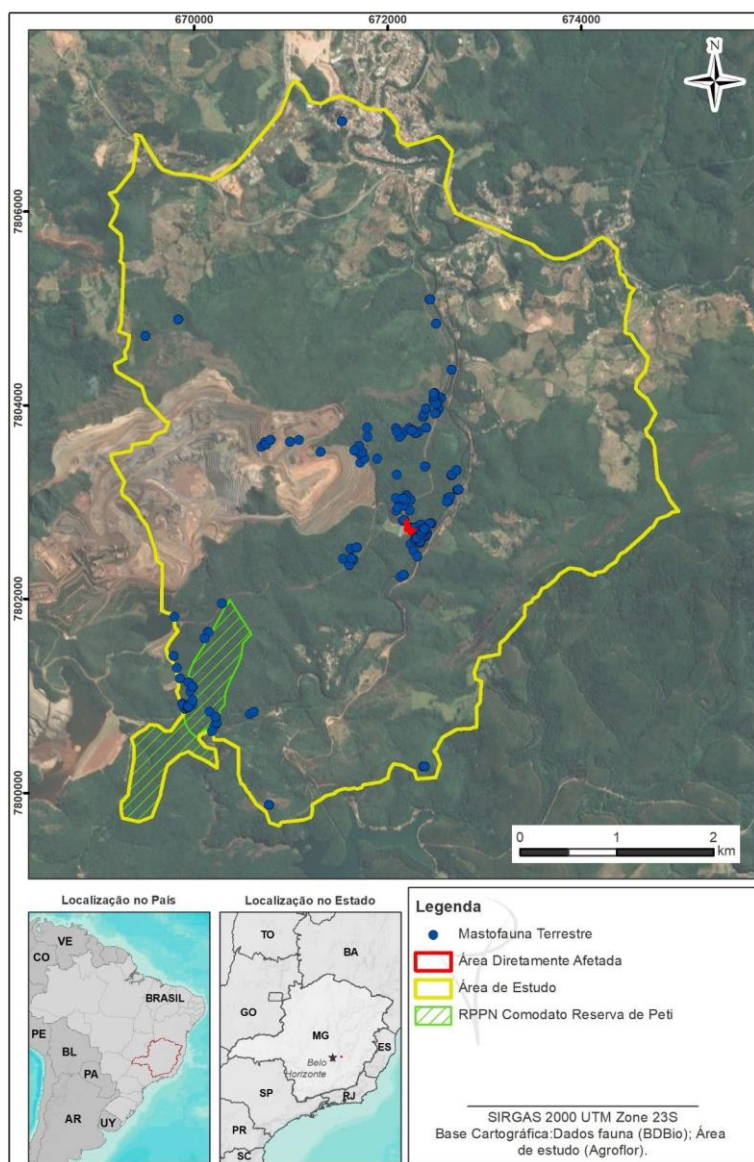 670000
672000
674000
N
7806000
7804000
7802000
7800000
0 1 2
km
Localização no País
VE
CO
BRASIL
PE
BL
PA
AR
UY
Localização no Estado
TO
BA
GO
MG
ES
Belo
Horizonte
SP
RJ
PR
SC
Legenda
Mastofauna Terrestre
Área Diretamente Afetada
Área de Estudo
RPPN Comodato Reserva de Peti
SIRGAS 2000 UTM Zone 23S
Base Cartográfica:Dados fauna (BDBio); Área
de estudo (Agroflor).